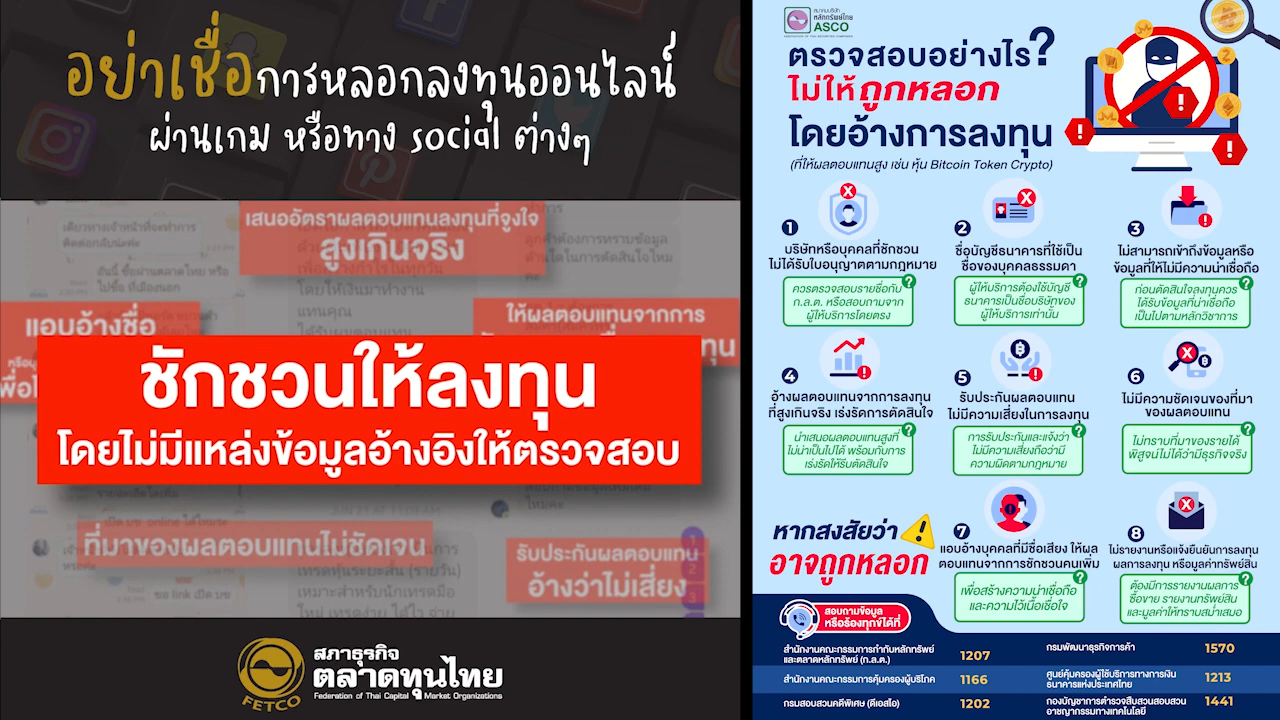 อย่าเชื่อการหลอกลงทุนออนไลน์
ผ่านเกม หรือทาง social ต่างๆ
เสนออัตราผลตอบแทนลงทุนที่จูงใจ
สูงเกินจริง
แอบอ้างชื่อ
ให้ผลตอบแทนจากการ
ชักชวนให้ลงทุน
โดยไม่มีแหล่งข้อมูลอ้างอิงให้ตรวจสอบ
ที่มาของผลตอบแทนไม่ชัดเจน
รับประกันผลตอบแทน
อ้างว่าไม่เสี่ยง
สภาธุรกิจ
ตลาดทุนไทย
Federation of Thai Capital Market Organizations
FETCO
สมาคมบริษัท
หลักทรัพย์ไทย
ASCO
ASSOCIATION OF THAI SECURITIES COMPANIES
ตรวจสอบอย่างไร?
ไม่ให้ถูกหลอก
โดยอ้างการลงทุน
(ที่ให้ผลตอบแทนสูง เช่น หุ้น Bitcoin Token Crypto)
1
บริษัทหรือบุคคลที่ชักชวน
ไม่ได้รับใบอนุญาตตามกฎหมาย
ควรตรวจสอบรายชื่อกับ
ก.ล.ต. หรือสอบถามจาก
ผู้ให้บริการโดยตรง
2
ชื่อบัญชีธนาคารที่ใช้เป็น
ชื่อของบุคคลธรรมดา
ผู้ให้บริการต้องใช้บัญชี
ธนาคารเป็นชื่อบริษัทของ
ผู้ให้บริการเท่านั้น
3
ไม่สามารถเข้าถึงข้อมูลหรือ
ข้อมูลที่ให้ไม่มีความน่าเชื่อถือ
ก่อนตัดสินใจลงทุนควร
ได้รับข้อมูลที่น่าเชื่อถือ
เป็นไปตามหลักวิชาการ
4
อ้างผลตอบแทนจากการลงทุน
ที่สูงเกินจริง เร่งรัดการตัดสินใจ
นำเสนอผลตอบแทนสูงที่
ไม่น่าเป็นไปได้ พร้อมกับการ
เร่งรัดให้รีบตัดสินใจ
5
รับประกันผลตอบแทน
ไม่มีความเสี่ยงในการลงทุน
การรับประกันและแจ้งว่า
ไม่มีความเสี่ยงถือว่ามี
ความผิดตามกฎหมาย
6
ไม่มีความชัดเจนของที่มา
ของผลตอบแทน
ไม่ทราบที่มาของรายได้
พิสูจน์ไม่ได้ว่ามีธุรกิจจริง
หากสงสัยว่า
อาจถูกหลอก
7
แอบอ้างบุคคลที่มีชื่อเสียง ให้ผล
ตอบแทนจากการชักชวนคนเพิ่ม
เพื่อสร้างความน่าเชื่อถือ
และความไว้เนื้อเชื่อใจ
8
ไม่รายงานหรือแจ้งยืนยันการลงทุน
ผลการลงทุน หรือมูลค่าทรัพย์สิน
ต้องมีการรายงานผลการ
ซื้อขาย รายงานทรัพย์สิน
และมูลค่าให้ทราบสม่ำเสมอ
สอบถามข้อมูล
หรือร้องทุกข์ได้ที่
สำนักงานคณะกรรมการกำกับหลักทรัพย์
และตลาดหลักทรัพย์ (ก.ล.ต.) 1207
สำนักงานคณะกรรมการคุ้มครองผู้บริโภค 1166
กรมสอบสวนคดีพิเศษ (ดีเอสไอ) 1202
กรมพัฒนาธุรกิจการค้า 1570
ศูนย์คุ้มครองผู้ใช้บริการทางการเงิน
ธนาคารแห่งประเทศไทย 1213
กองบัญชาการตำรวจสืบสวนสอบสวน
อาชญากรรมทางเทคโนโลยี 1441